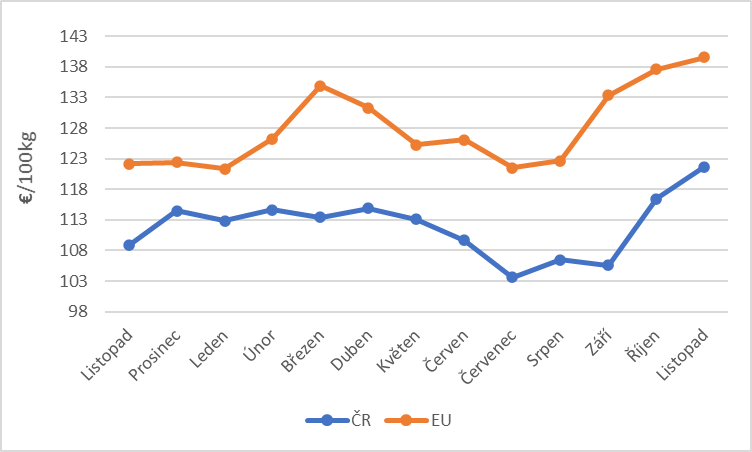 143
138
133
128
123
118
113
108
103
98
€/100kg
Listopad
Prosinec
Leden
Únor
Březen
Duben
Květen
Červen
Červenec
Srpen
Září
Říjen
Listopad
ČR EU